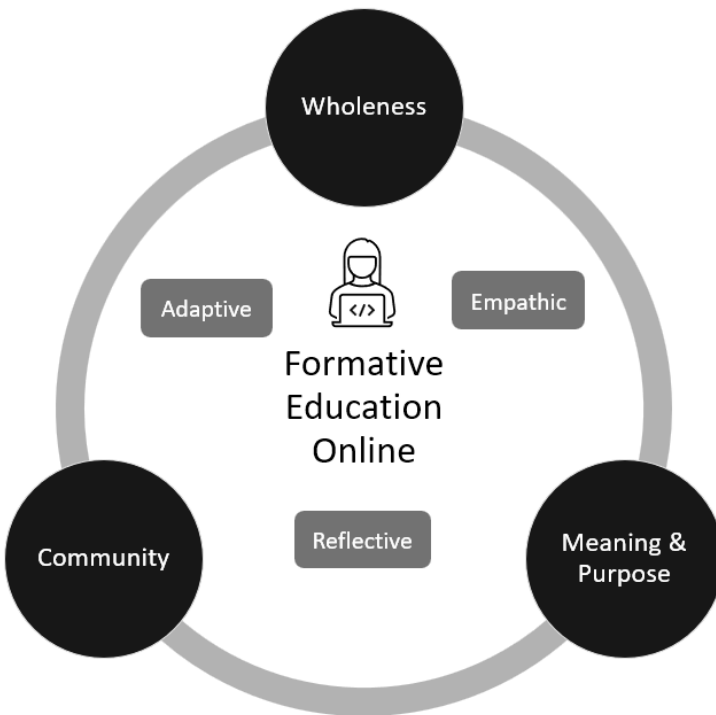 Wholeness
Adaptive
Empathic
</>
Formative
Education
Online
Reflective
Community
Meaning &
Purpose